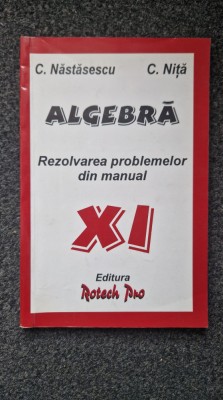 C. Năstăsescu C. Niță
ALGEBRĂ
Rezolvarea problemelor
din manual
XI
Editura
Rotech Pro